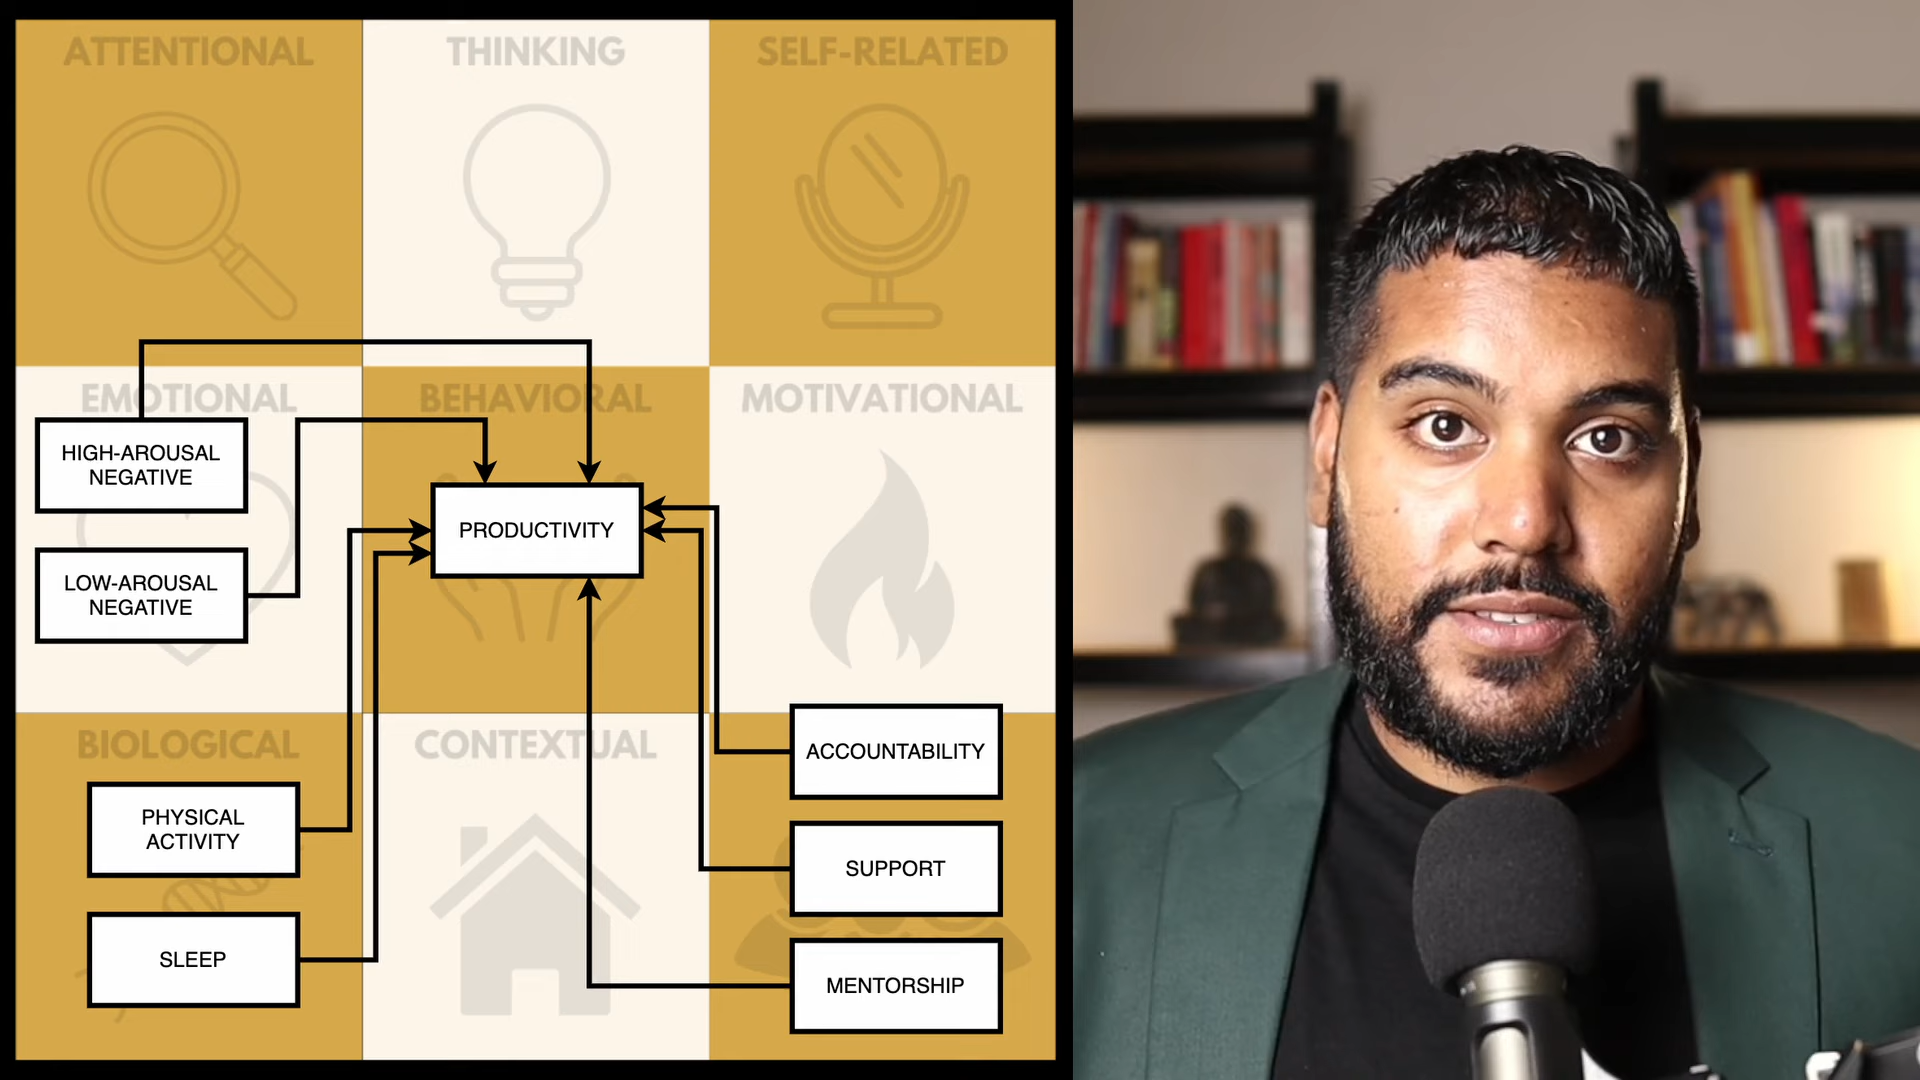 ATTENTIONAL
THINKING
SELF-RELATED
EMOTIONAL
BEHAVIORAL
MOTIVATIONAL
HIGH-AROUSAL
NEGATIVE
PRODUCTIVITY
LOW-AROUSAL
NEGATIVE
BIOLOGICAL
CONTEXTUAL
ACCOUNTABILITY
PHYSICAL
ACTIVITY
SUPPORT
SLEEP
MENTORSHIP